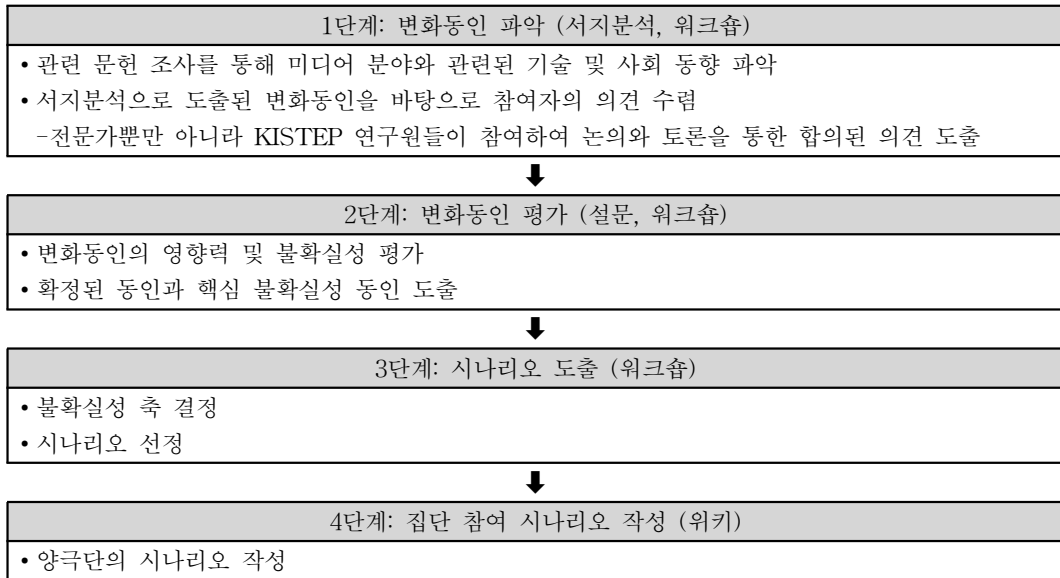 1단계: 변화동인 파악 (서지분석, 워크숍)
• 관련 문헌 조사를 통해 미디어 분야와 관련된 기술 및 사회 동향 파악
• 서지분석으로 도출된 변화동인을 바탕으로 참여자의 의견 수렴
-전문가뿐만 아니라 KISTEP 연구원들이 참여하여 논의와 토론을 통한 합의된 의견 도출
2단계: 변화동인 평가 (설문, 워크숍)
• 변화동인의 영향력 및 불확실성 평가
• 확정된 동인과 핵심 불확실성 동인 도출
3단계: 시나리오 도출 (워크숍)
• 불확실성 축 결정
• 시나리오 선정
4단계: 집단 참여 시나리오 작성 (위키)
• 양극단의 시나리오 작성